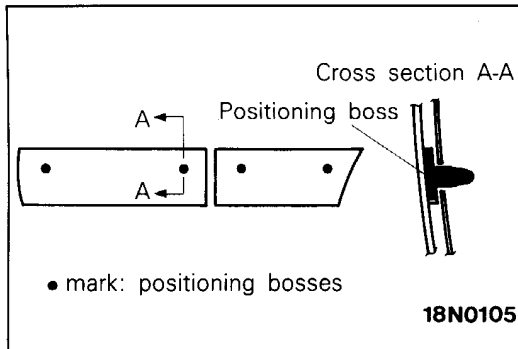 Cross section A-A
Positioning boss
A
A
● mark: positioning bosses
18N0105